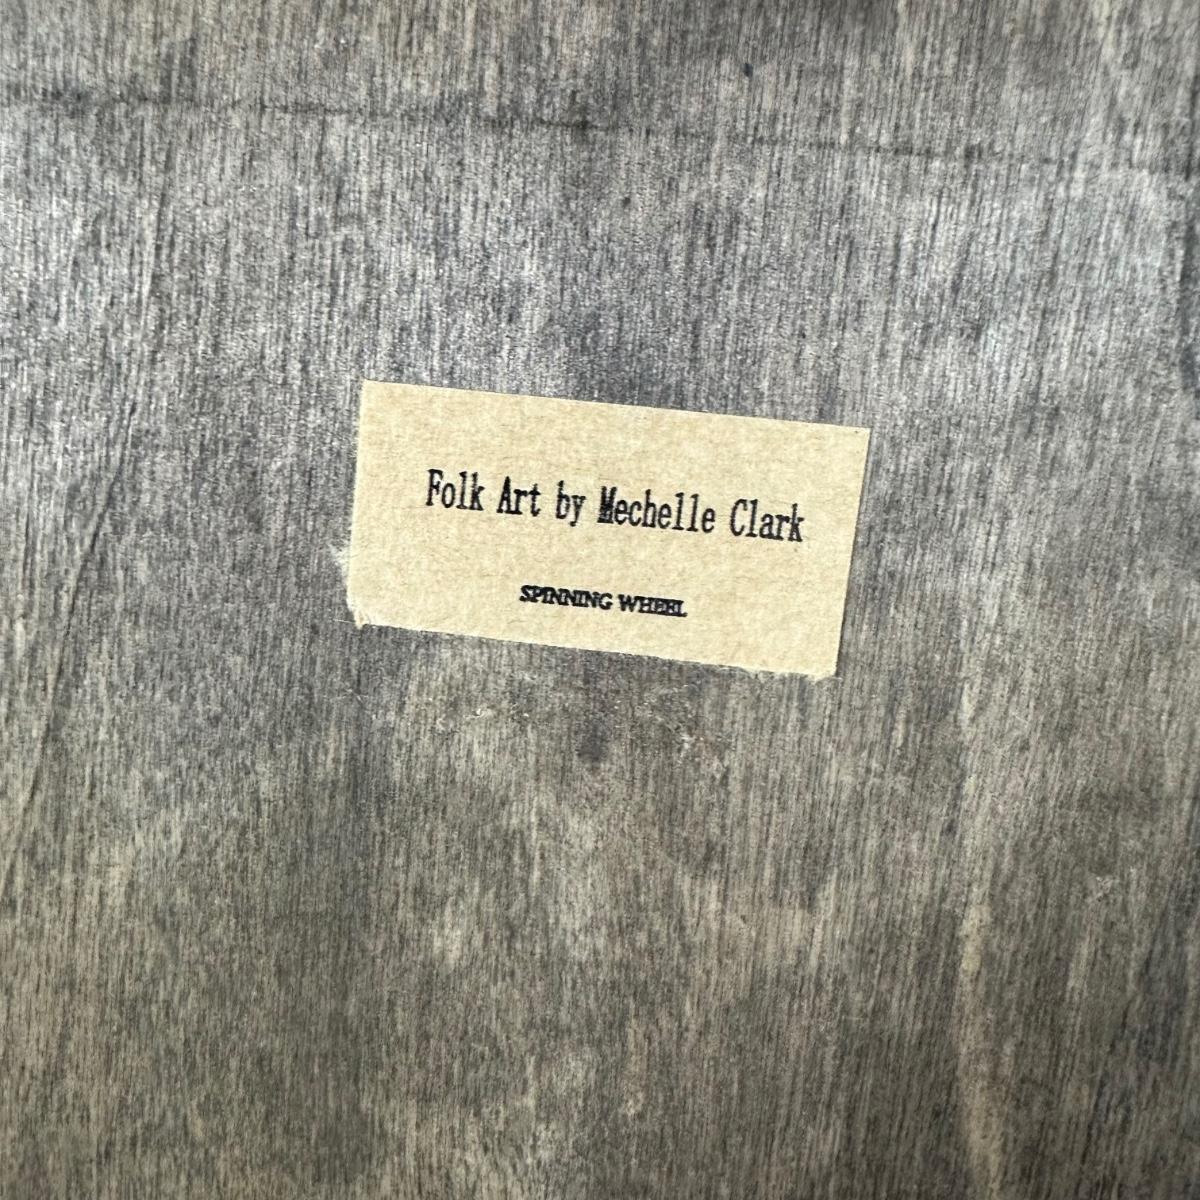 Folk Art by Mechelle Clark
SPINNING WHEEL